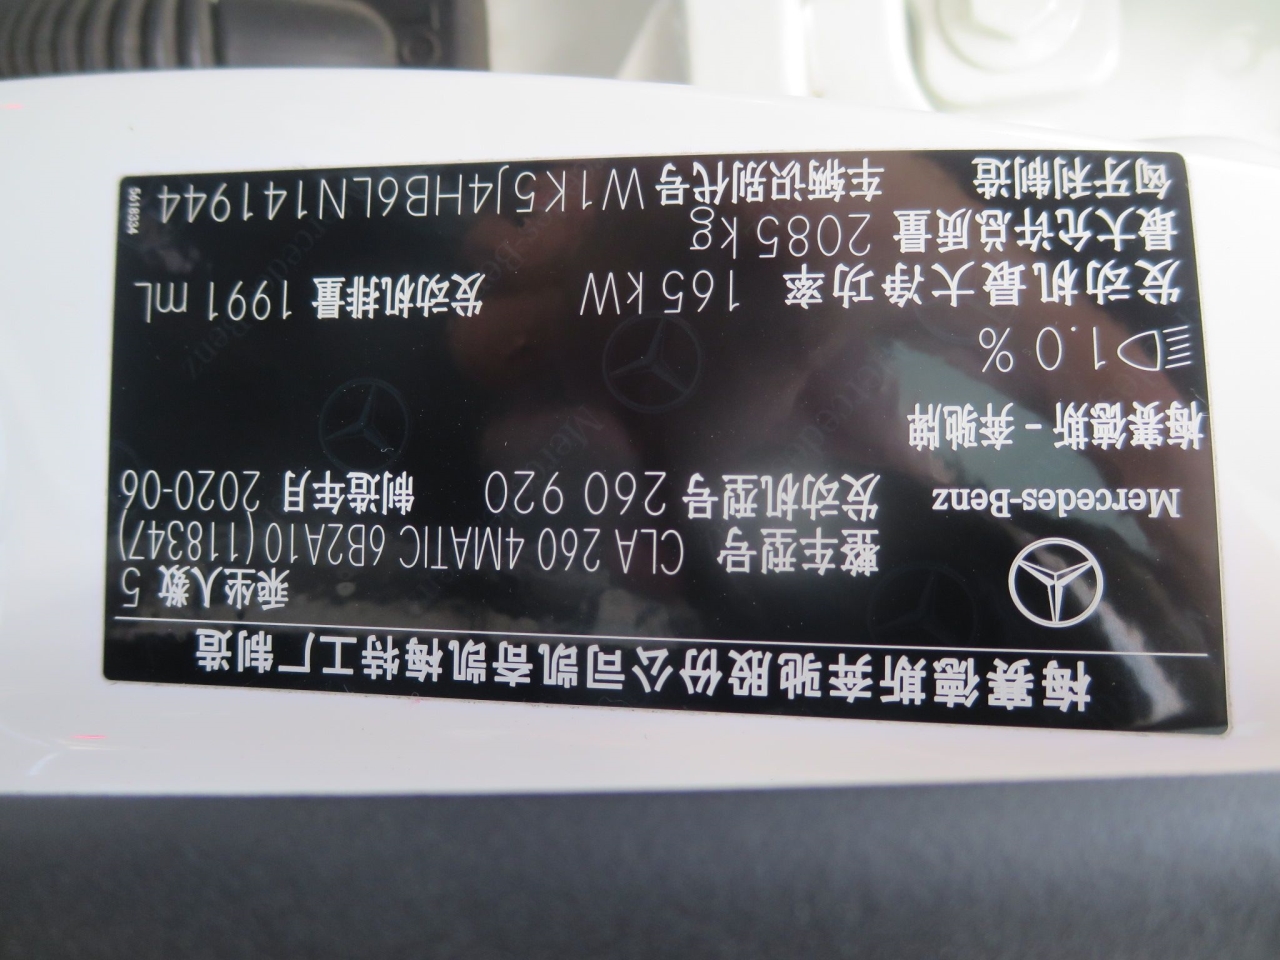 梅赛德斯奔驰股份公司凯奇凯梅特工厂制造
乘坐人数 5
Mercedes-Benz 整车型号 CLA 260 4MATIC 6B2A10 (118347)
发动机型号 260 920 制造年月 2020-06
梅赛德斯-奔驰牌
1.0 %
发动机最大净功率 165 kW 发动机排量 1991 mL
最大允许总质量 2085 kg
匈牙利制造 车辆识别代号 W1K5J4HB6LN141944